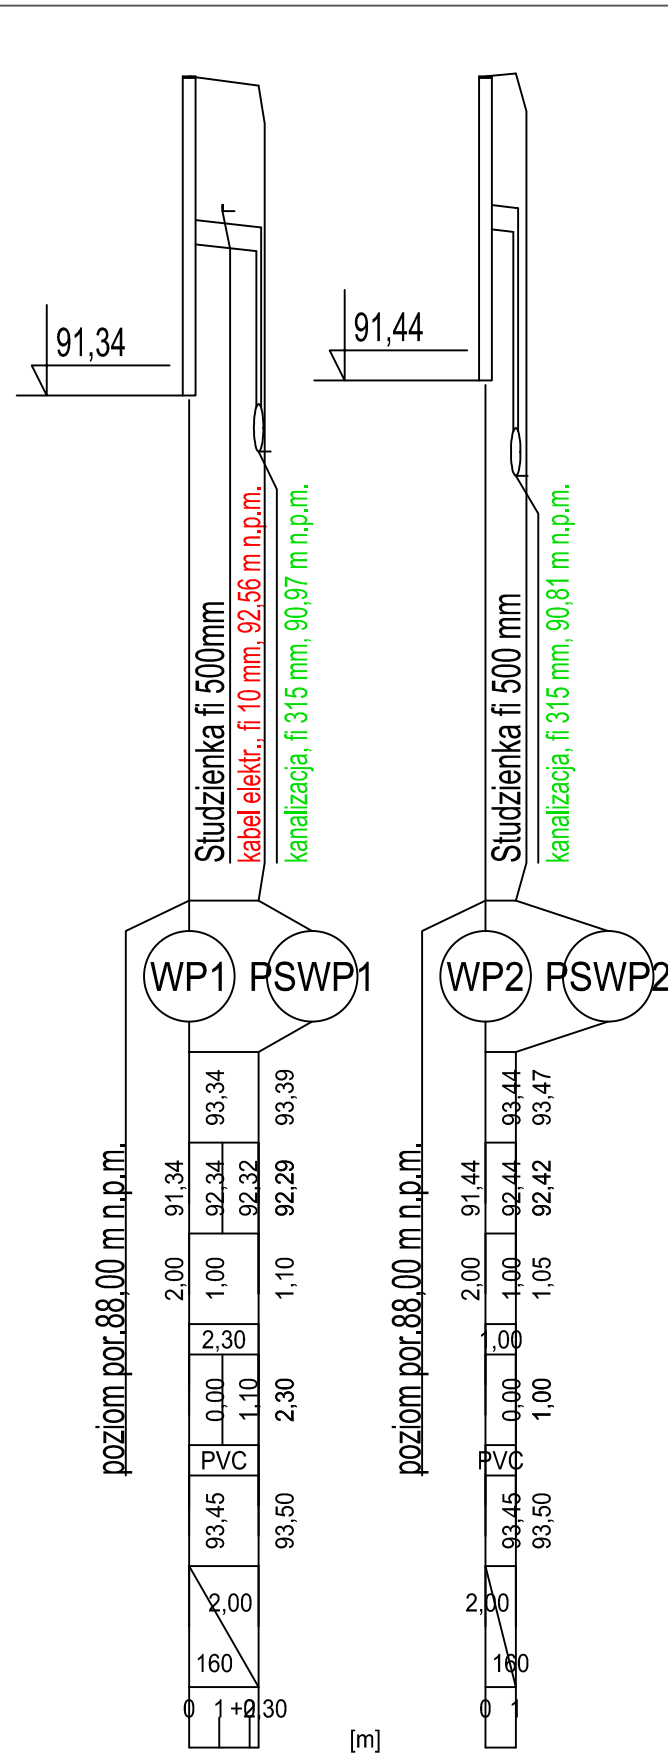 91,34
91,44
Studzienka fi 500mm
kabel elektr., fi 10 mm, 92,56 m n.p.m.
kanalizacja, fi 315 mm, 90,97 m n.p.m.
Studzienka fi 500 mm
kanalizacja, fi 315 mm, 90,81 m n.p.m.
WP1
PSWP1
WP2
PSWP2
poziom por.88,00 m n.p.m.
93,34
93,39
91,34
92,34
92,32
92,29
2,00
1,00
1,10
2,30
0,00
1,10
2,30
PVC
93,45
93,50
2,00
160
0
1
2,30
poziom por.88,00 m n.p.m.
93,44
93,47
91,44
92,44
92,42
2,00
1,00
1,05
1,00
0,00
1,00
PVC
93,45
93,50
2,00
160
0
1
[m]